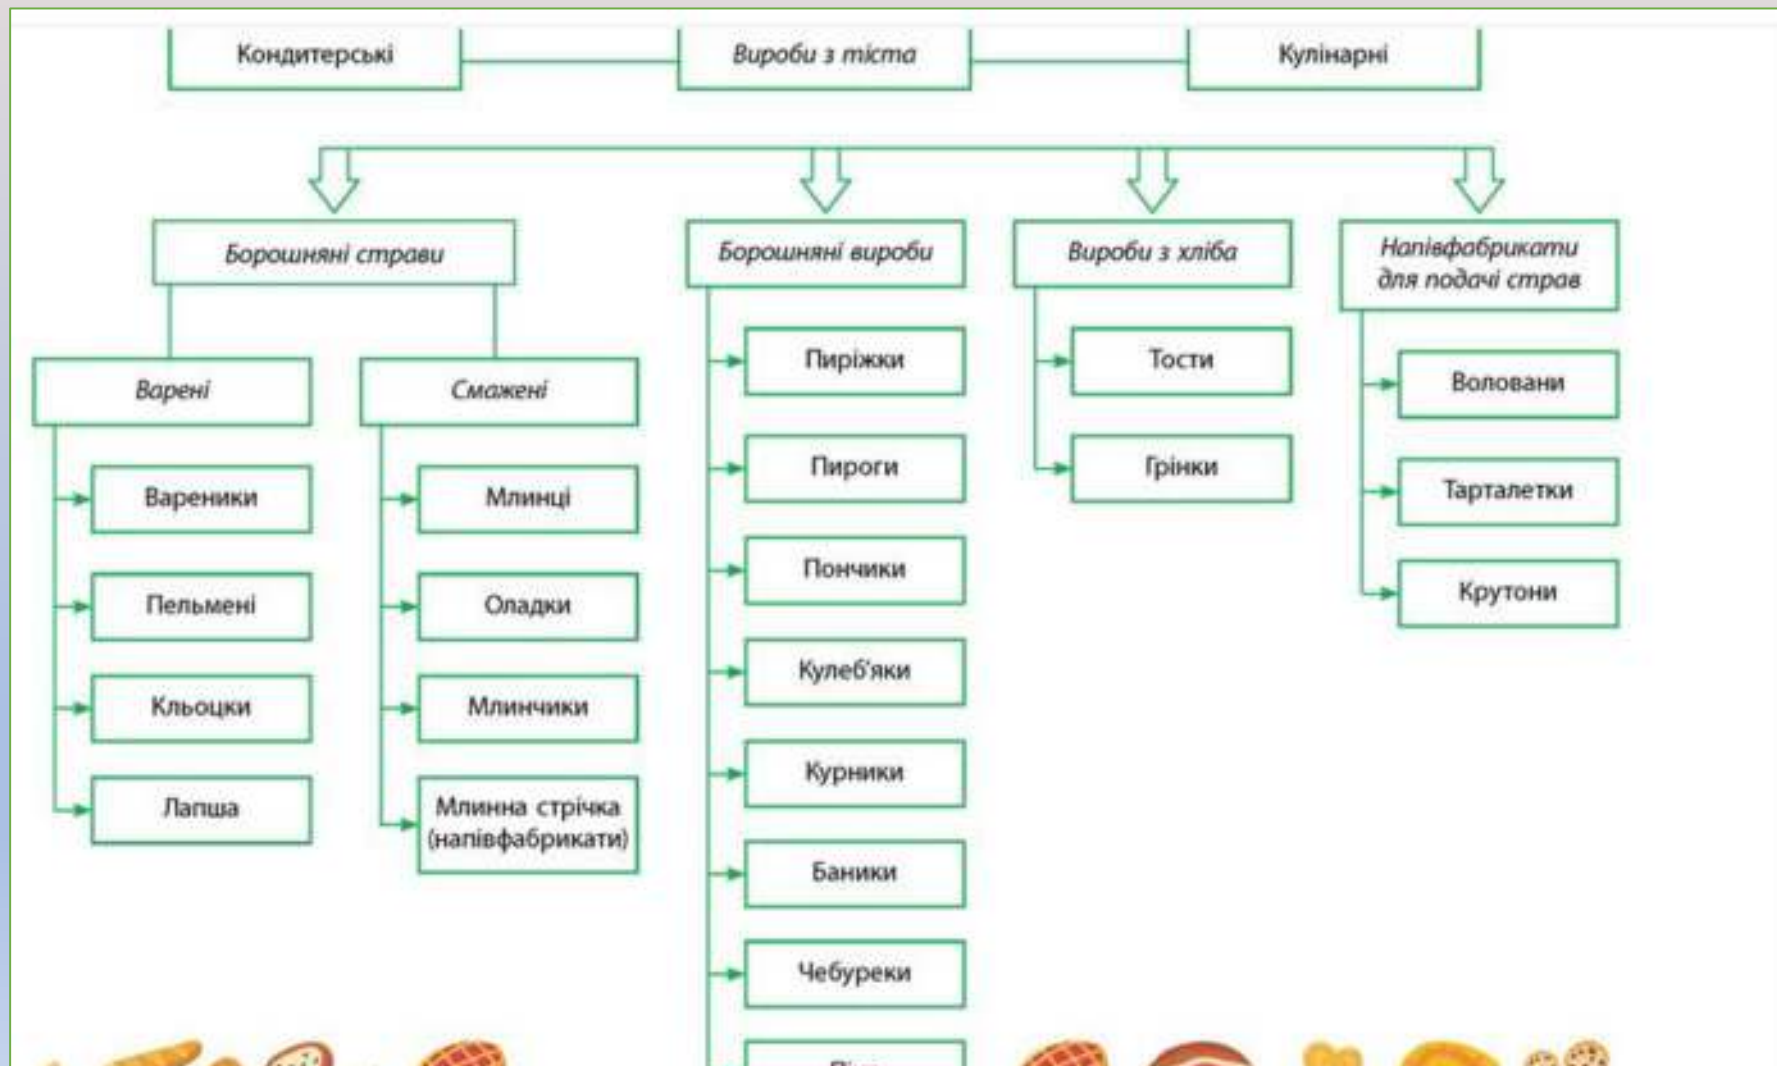 Кондитерські
Вироби з тіста
Кулінарні
Борошняні страви
Варені
Вареники
Пельмені
Кльоцки
Лапша
Смажені
Млинці
Оладки
Млинчики
Млинна стрічка
(напівфабрикати)
Борошняні вироби
Пиріжки
Пироги
Пончики
Кулеб'яки
Курники
Баники
Чебуреки
Вироби з хліба
Тости
Грінки
Напівфабрикати
для подачі страв
Воловани
Тарталетки
Крутони